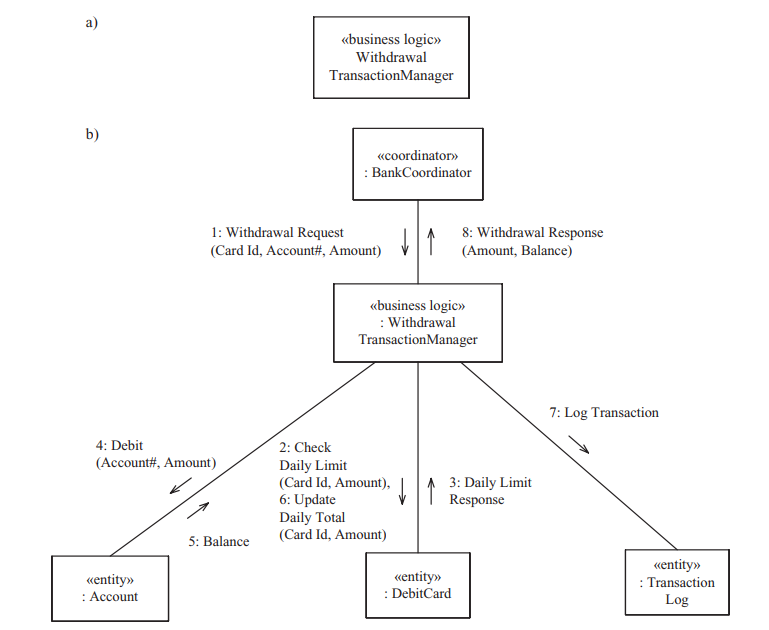 a)
«business logic»
Withdrawal
TransactionManager
b)
«coordinator»
: BankCoordinator
1: Withdrawal Request
(Card Id, Account#, Amount)
8: Withdrawal Response
(Amount, Balance)
«business logic»
: Withdrawal
TransactionManager
7: Log Transaction
4: Debit
(Account#, Amount)
2: Check
Daily Limit
(Card Id, Amount),
6: Update
Daily Total
(Card Id, Amount)
3: Daily Limit
Response
5: Balance
«entity»
: Account
«entity»
: DebitCard
«entity»
: Transaction
Log